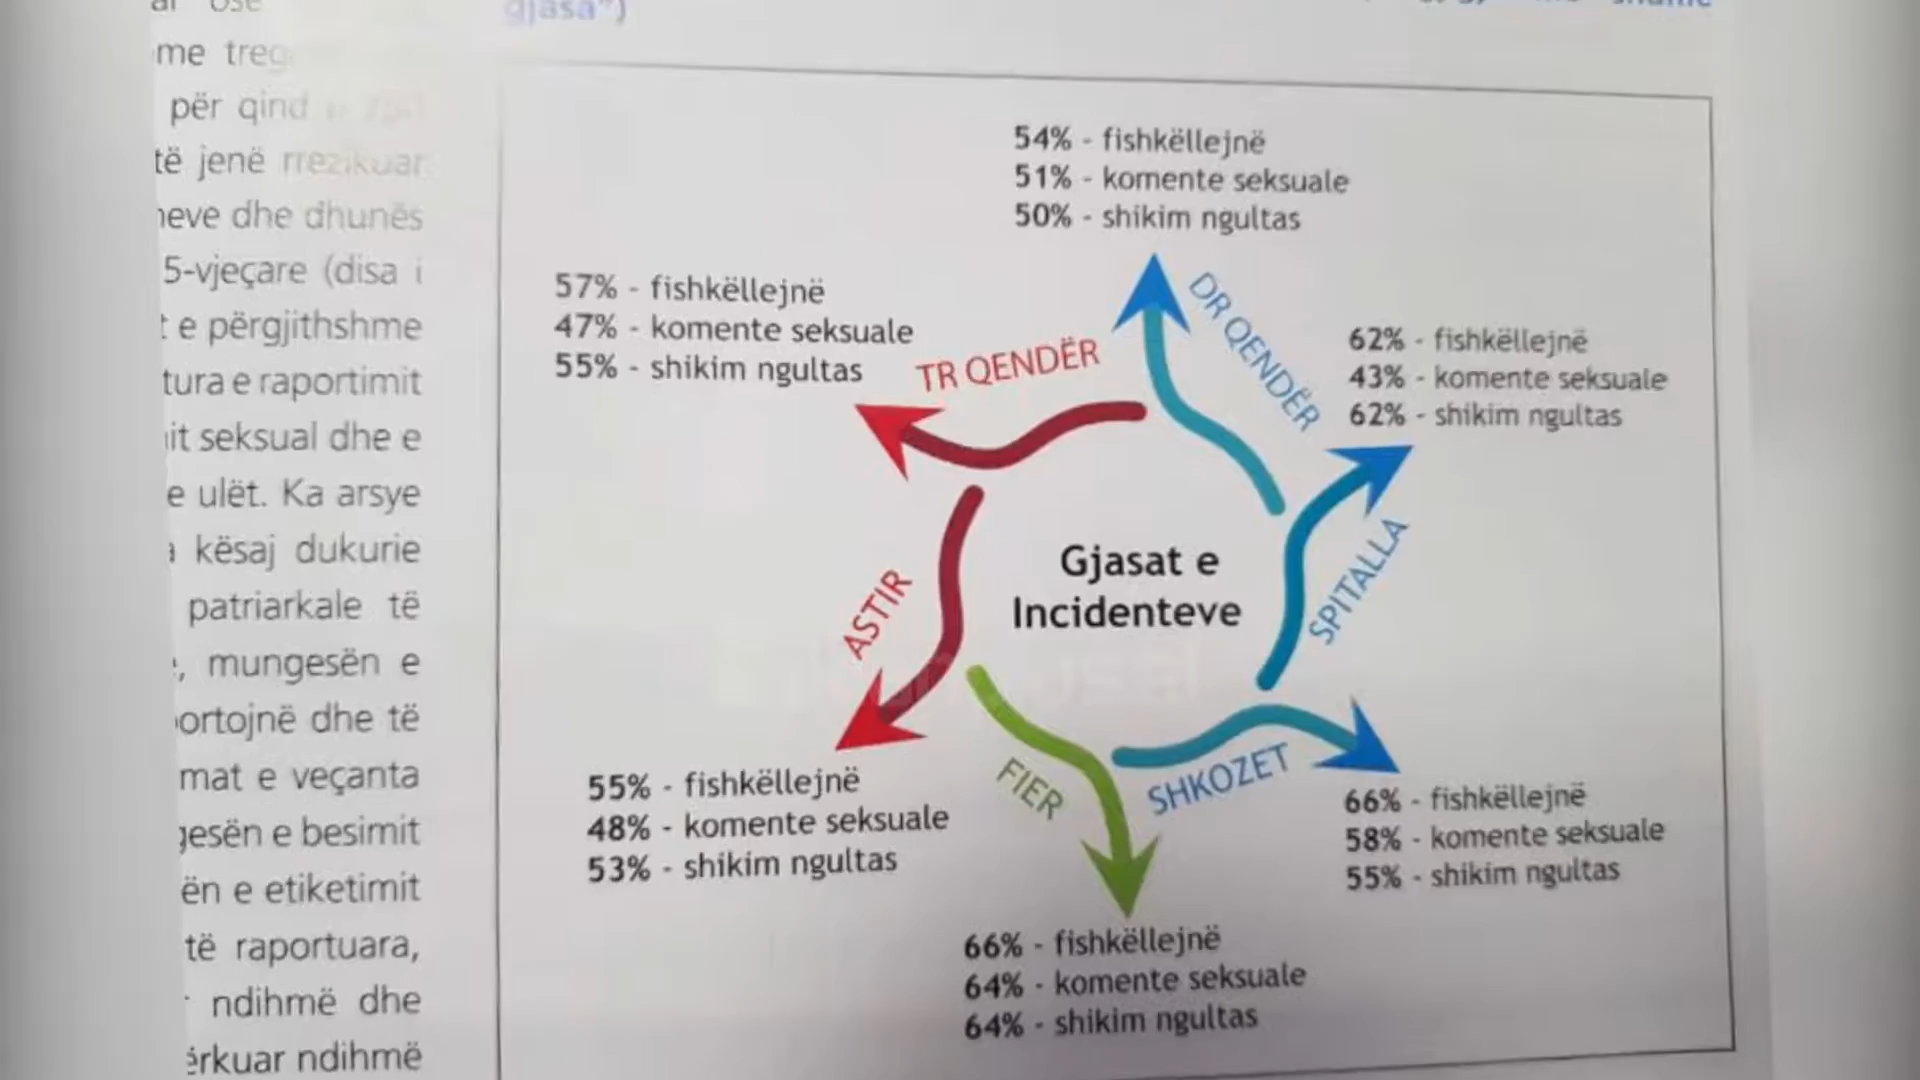 me treg
për qind
të jenë rrezikuar
neve dhe dhunës
5-vjeçare (disa i
t e përgjithshme
tura e raportimit
it seksual dhe e
e ulët. Ka arsye
a kësaj dukurie
patriarkale të
, mungesën e
ortojnë dhe të
mat e veçanta
gesën e besimit
ën e etiketimit
të raportuara,
ndihmë dhe
ërkuar ndihmë
gjasa")
54% - fishkëllejnë
51% - komente seksuale
50% - shikim ngultas
57% - fishkëllejnë
47% - komente seksuale
55% - shikim ngultas
TR QENDËR
DR QENDËR
62% - fishkëllejnë
43% - komente seksuale
62% - shikim ngultas
Gjasat e
Incidenteve
ASTIR
SPITALLA
FIER
SHKOZET
55% - fishkëllejnë
48% - komente seksuale
53% - shikim ngultas
66% - fishkëllejnë
58% - komente seksuale
55% - shikim ngultas
66% - fishkëllejnë
64% - komente seksuale
64% - shikim ngultas